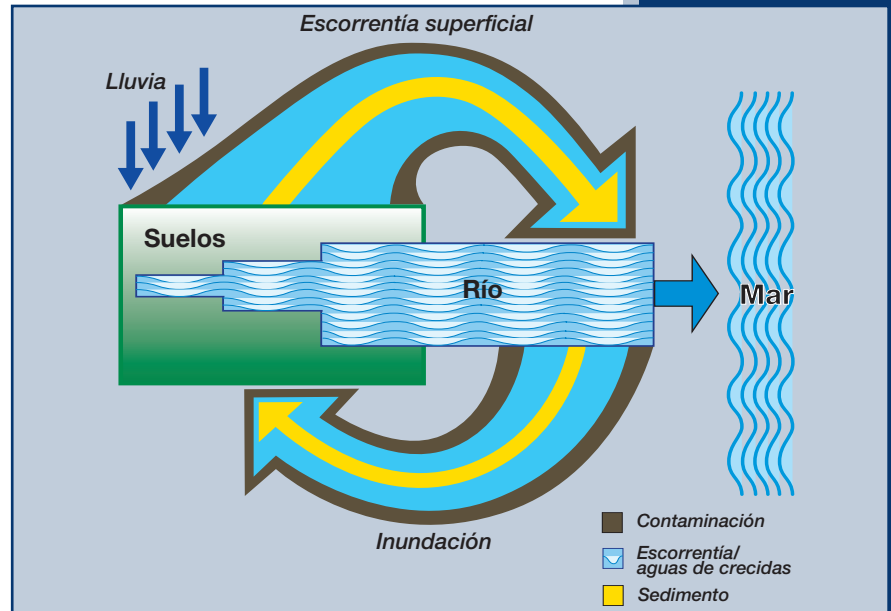 Escorrentía superficial
Lluvia
Suelos
Río
Mar
Inundación
Contaminación
Escorrentía/
aguas de crecidas
Sedimento